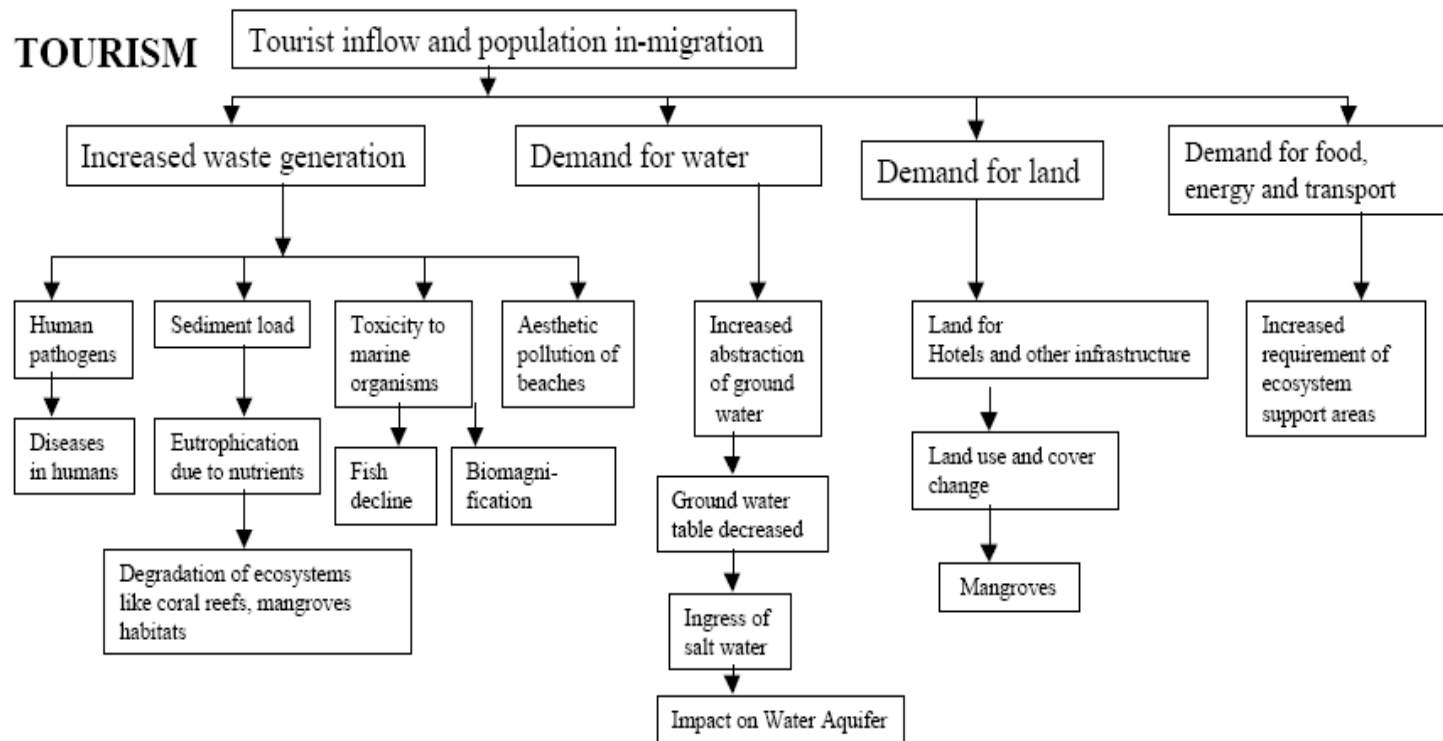 TOURISM
Tourist inflow and population in-migration
Increased waste generation
Demand for water
Demand for land
Demand for food,
energy and transport
Human
pathogens
Sediment load
Toxicity to
marine
organisms
Aesthetic
pollution of
beaches
Increased
abstraction
of ground
water
Land for
Hotels and other infrastructure
Increased
requirement of
ecosystem
support areas
Diseases
in humans
Eutrophication
due to nutrients
Fish
decline
Biomagni-
fication
Ground water
table decreased
Land use and cover
change
Degradation of ecosystems
like coral reefs, mangroves
habitats
Ingress of
salt water
Mangroves
Impact on Water Aquifer